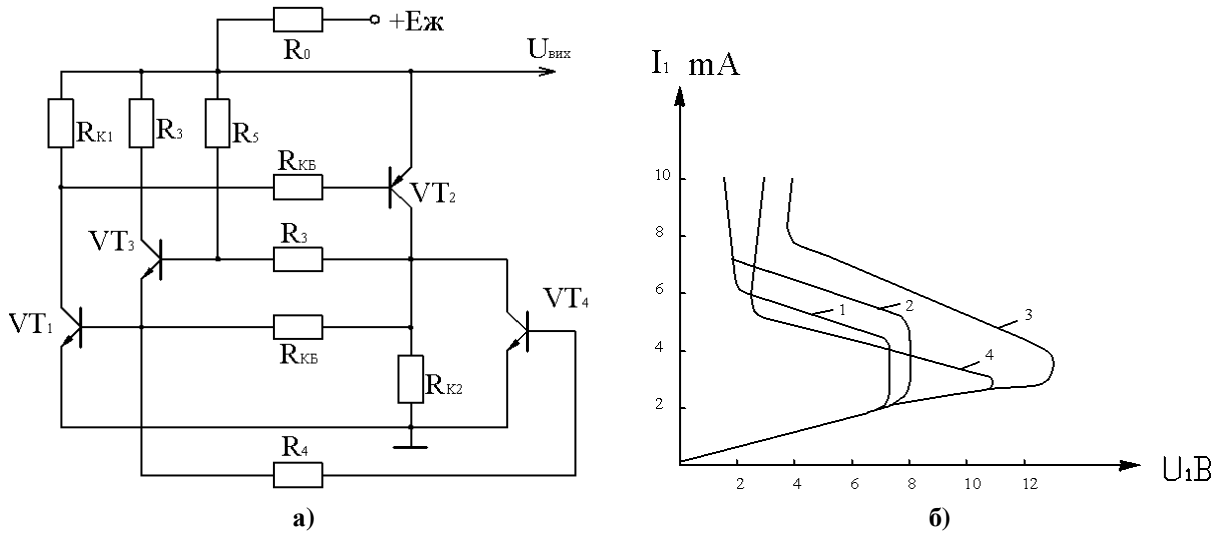 +Eж
R₀
Uвих
I₁ mA
Rк1
R₃
R₅
RКБ
VT₂
VT₃
R₃
VT₄
VT₁
RКБ
Rк2
R₄
10
8
6
4
2
1
2
3
4
2
4
6
8
10
12
U₁B
а)
б)